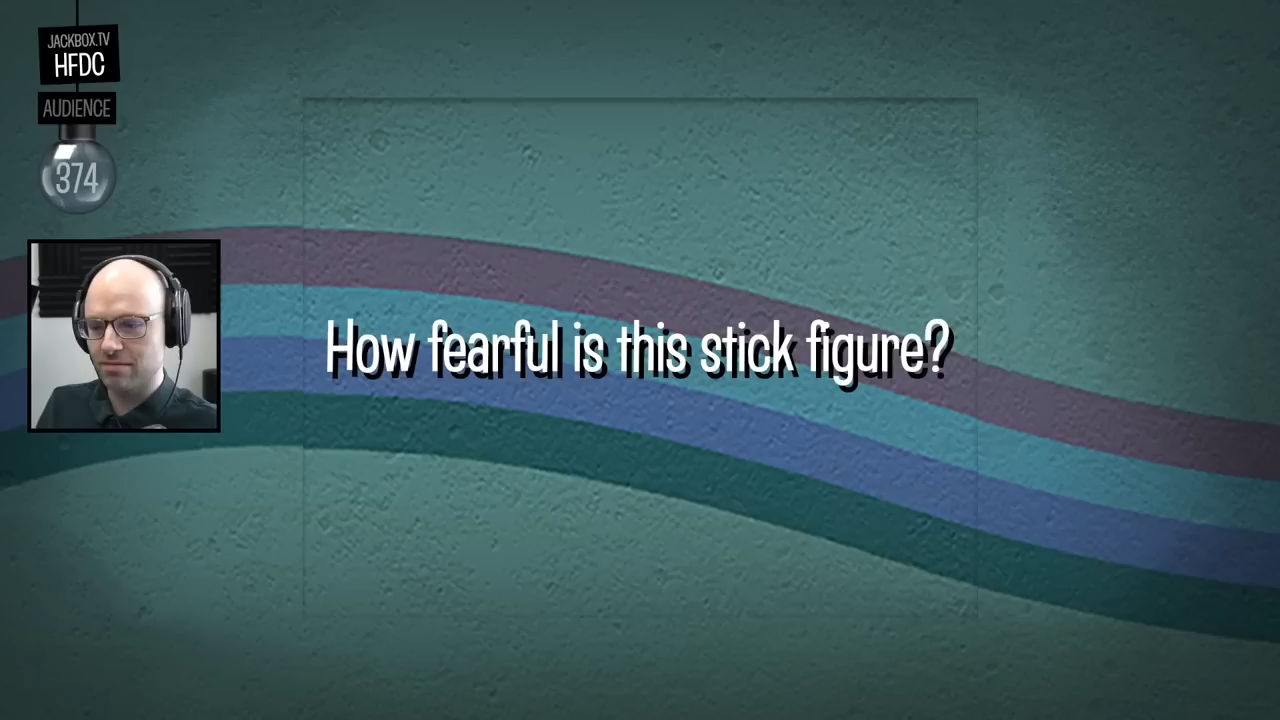 JACKBOX.TV
HFDC
AUDIENCE
374
How fearful is this stick figure?